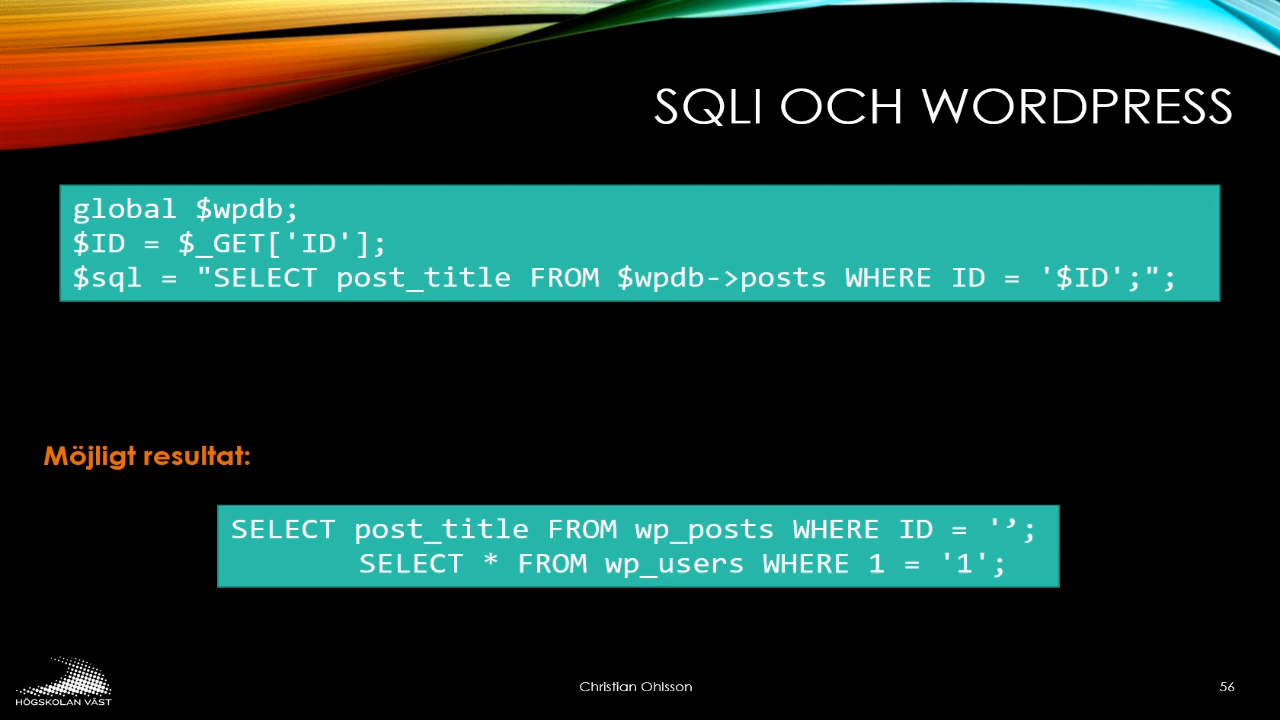 SQLI OCH WORDPRESS
global $wpdb;
$ID = $_GET['ID'];
$sql = "SELECT post_title FROM $wpdb->posts WHERE ID = '$ID';";
Möjligt resultat:
SELECT post_title FROM wp_posts WHERE ID = '’;
SELECT * FROM wp_users WHERE 1 = '1';
HÖGSKOLAN VÄST
Christian Ohlsson
56